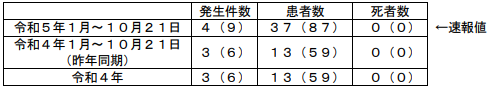 発生件数 患者数 死者数
令和５年１月～１０月２１日 ４（９） ３７（８７） ０（０） ←速報値
令和４年１月～１０月２１日
（昨年同期） ３（６） １３（５９） ０（０）
令和４年 ３（６） １３（５９） ０（０）